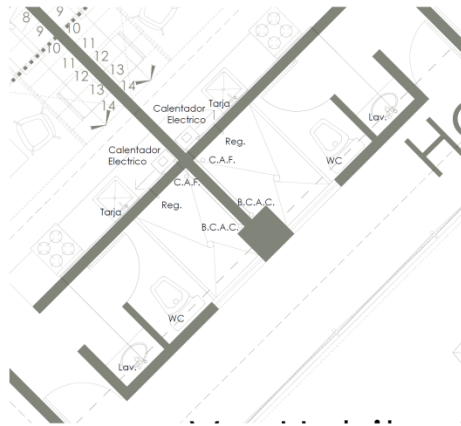 8
9
9
10
10
11
11
12
12
13
13
14
14
Calentador
Electrico
Tarja
Reg.
C.A.F.
Lav.
WC
Calentador
Electrico
C.A.F.
Tarja
Reg.
B.C.A.C.
B.C.A.C.
WC
Lav.